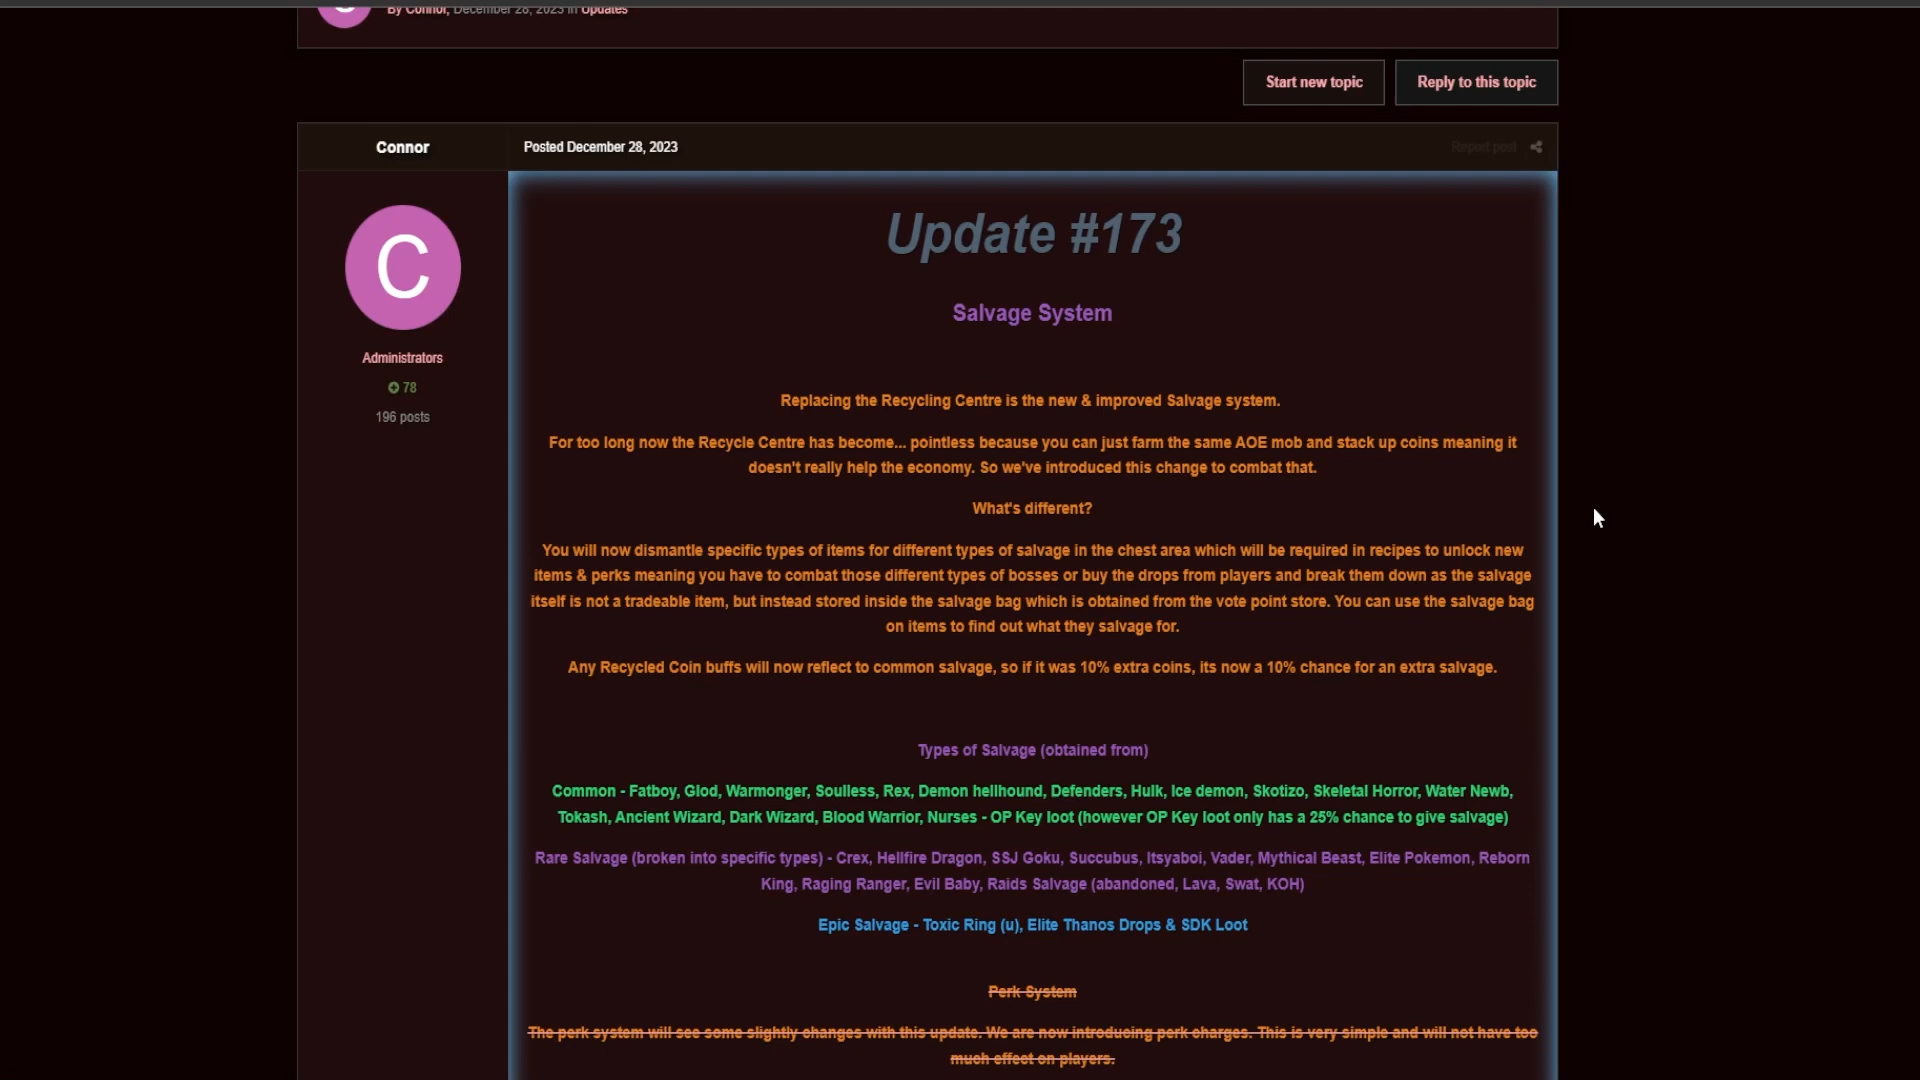 By Connor, December 28, 2023 in Updates
Start new topic
Reply to this topic
Connor
Posted December 28, 2023
Report post
C
Administrators
78
196 posts
Update #173
Salvage System
Replacing the Recycling Centre is the new & improved Salvage system.
For too long now the Recycle Centre has become... pointless because you can just farm the same AOE mob and stack up coins meaning it
doesn't really help the economy. So we've introduced this change to combat that.
What's different?
You will now dismantle specific types of items for different types of salvage in the chest area which will be required in recipes to unlock new
items & perks meaning you have to combat those different types of bosses or buy the drops from players and break them down as the salvage
itself is not a tradeable item, but instead stored inside the salvage bag which is obtained from the vote point store. You can use the salvage bag
on items to find out what they salvage for.
Any Recycled Coin buffs will now reflect to common salvage, so if it was 10% extra coins, its now a 10% chance for an extra salvage.
Types of Salvage (obtained from)
Common - Fatboy, Glod, Warmonger, Soulless, Rex, Demon hellhound, Defenders, Hulk, Ice demon, Skotizo, Skeletal Horror, Water Newb,
Tokash, Ancient Wizard, Dark Wizard, Blood Warrior, Nurses - OP Key loot (however OP Key loot only has a 25% chance to give salvage)
Rare Salvage (broken into specific types) - Crex, Hellfire Dragon, SSJ Goku, Succubus, Itsyaboi, Vader, Mythical Beast, Elite Pokemon, Reborn
King, Raging Ranger, Evil Baby, Raids Salvage (abandoned, Lava, Swat, KOH)
Epic Salvage - Toxic Ring (u), Elite Thanos Drops & SDK Loot
Perk System
The perk system will see some slightly changes with this update. We are now introducing perk charges. This is very simple and will not have too
much effect on players.